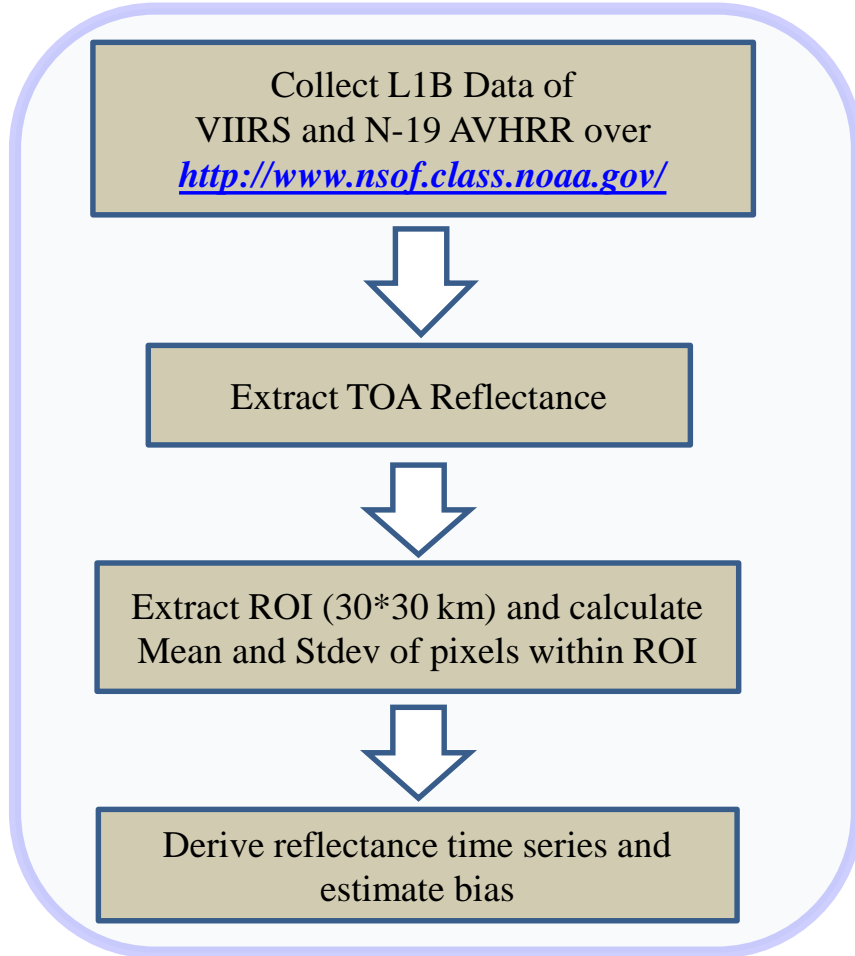 Collect L1B Data of
VIIRS and N-19 AVHRR over
http://www.nsof.class.noaa.gov/
Extract TOA Reflectance
Extract ROI (30*30 km) and calculate
Mean and Stdev of pixels within ROI
Derive reflectance time series and
estimate bias